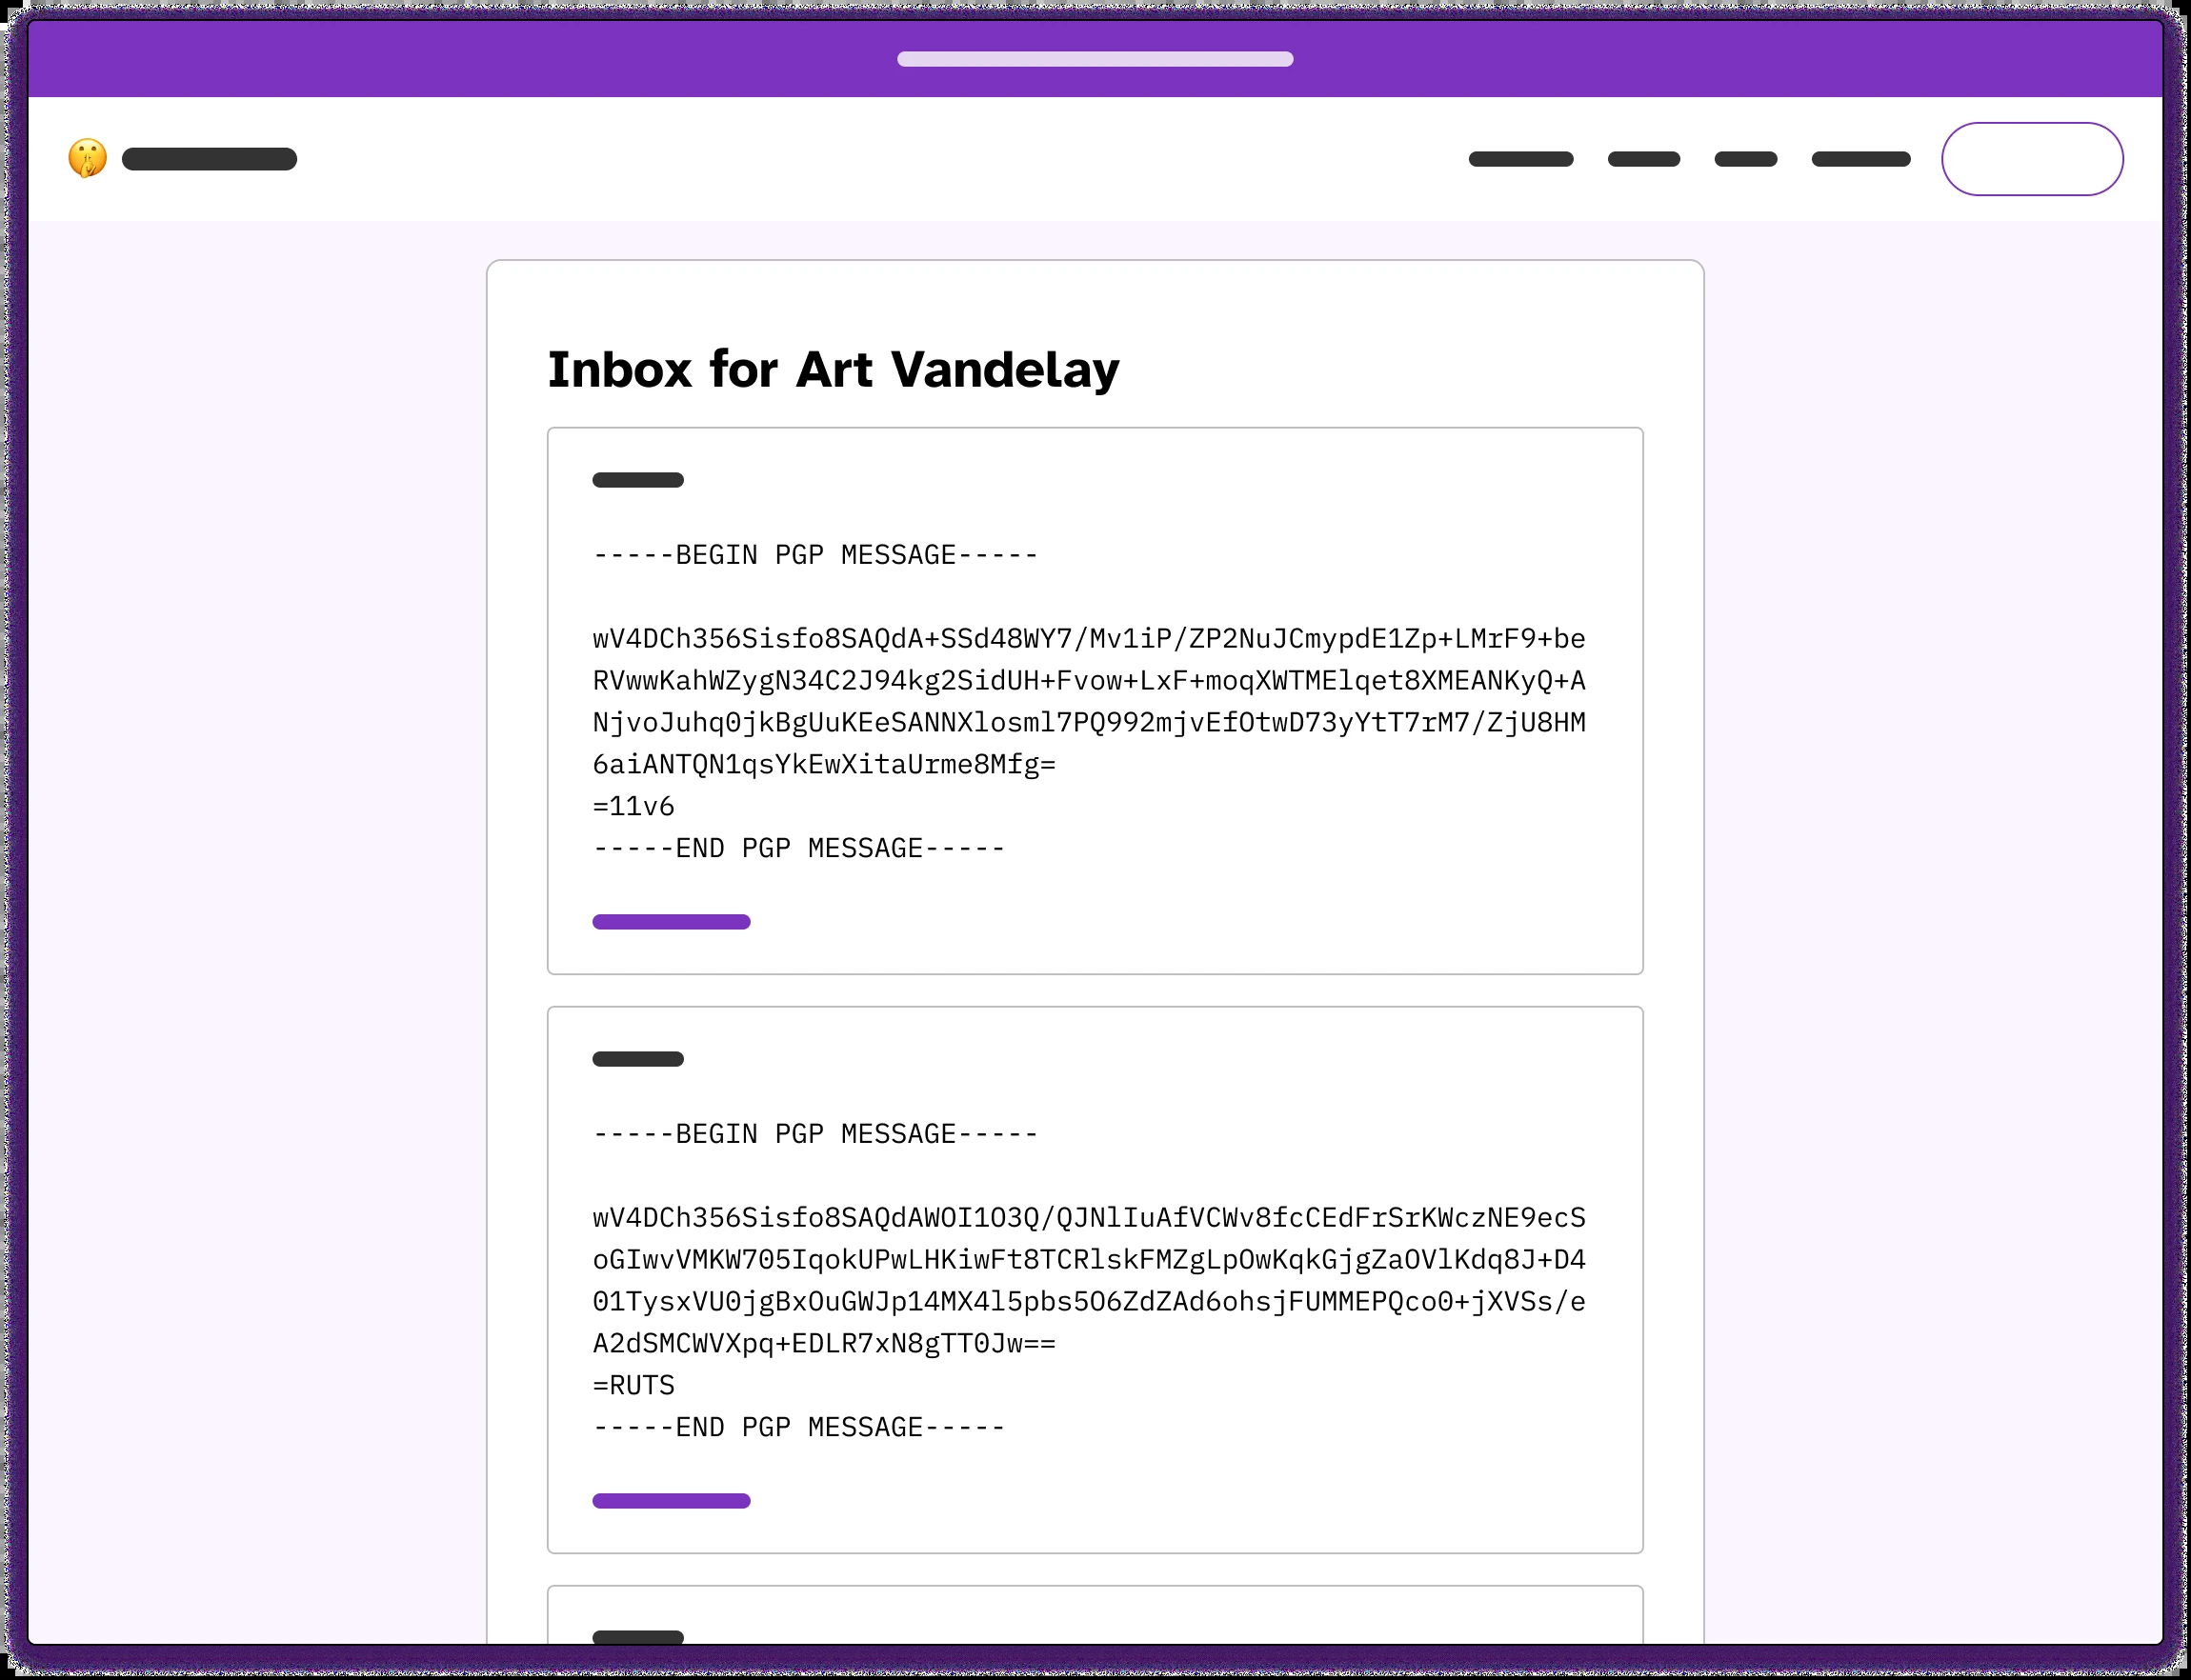 Inbox for Art Vandelay
-----BEGIN PGP MESSAGE-----
wV4DCh356Sisfo8SAQdA+SSd48WY7/Mv1iP/ZP2NuJCmypdE1Zp+LMrF9+be
RVwwKahWZygN34C2J94kg2SidUH+Fvow+LxF+moqXWTMElqet8XMEANKyQ+A
NjvoJuhq0jkBgUuKEeSANNXlosml7PQ992mjvEfOtwD73yYtT7rM7/ZjU8HM
6aiANTQN1qsYkEwXitaUrme8Mfg=
=11v6
-----END PGP MESSAGE-----
-----BEGIN PGP MESSAGE-----
wV4DCh356Sisfo8SAQdAWOI1O3Q/QJNlIuAfVCWv8fcCEdFrSrKWczNE9ecS
oGIwvVMKW705IqokUPwLHKiwFt8TCRlskFMZgLpOwKqkGjgZaOVlKdq8J+D4
01TysxVU0jgBxOuGWJp14MX4l5pbs5O6ZdZAd6ohsjFUMMEPQco0+jXVSs/e
A2dSMCWVXpq+EDLR7xN8gTT0Jw==
=RUTS
-----END PGP MESSAGE-----